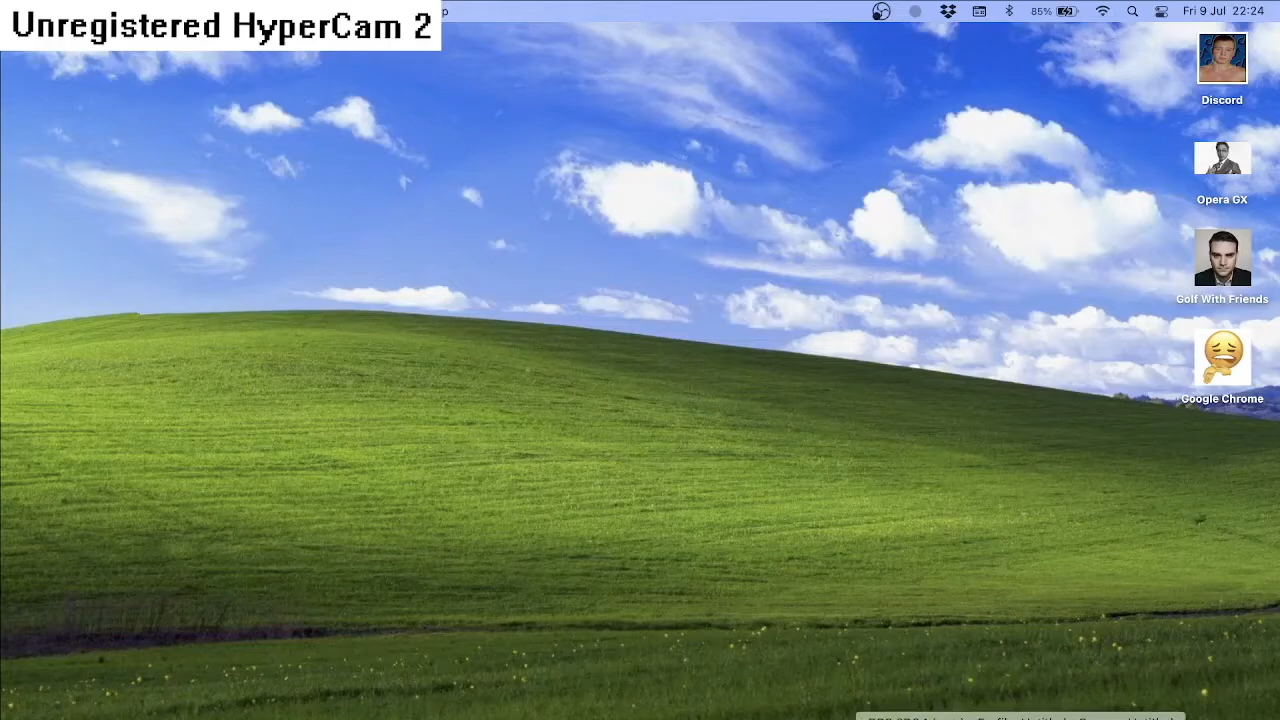 Unregistered HyperCam 2
85%
Fri 9 Jul 22:24
Discord
Opera GX
Golf With Friends
Google Chrome